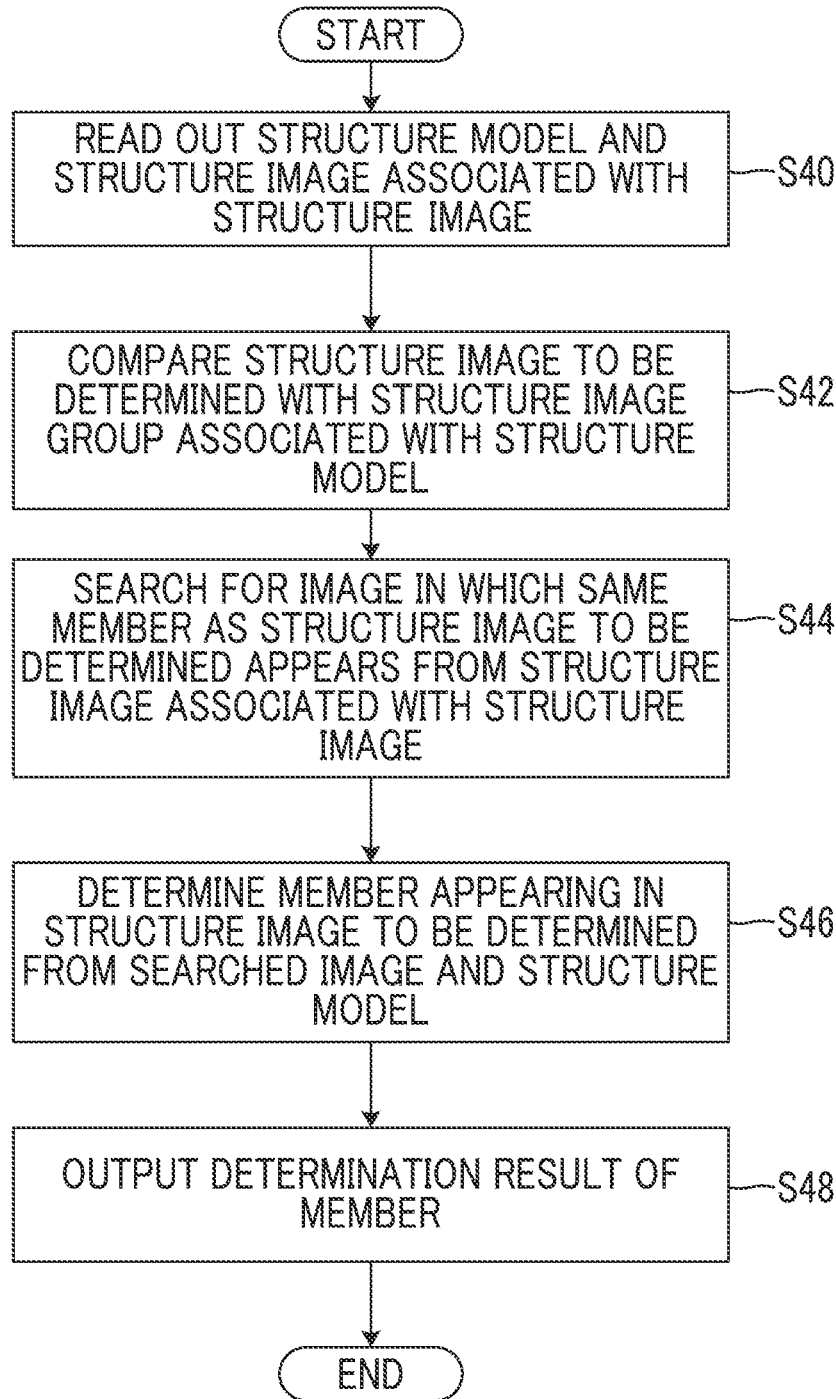 START
READ OUT STRUCTURE MODEL AND
STRUCTURE IMAGE ASSOCIATED WITH
STRUCTURE IMAGE
S40
COMPARE STRUCTURE IMAGE TO BE
DETERMINED WITH STRUCTURE IMAGE
GROUP ASSOCIATED WITH STRUCTURE
MODEL
S42
SEARCH FOR IMAGE IN WHICH SAME
MEMBER AS STRUCTURE IMAGE TO BE
DETERMINED APPEARS FROM STRUCTURE
IMAGE ASSOCIATED WITH STRUCTURE
IMAGE
S44
DETERMINE MEMBER APPEARING IN
STRUCTURE IMAGE TO BE DETERMINED
FROM SEARCHED IMAGE AND STRUCTURE
MODEL
S46
OUTPUT DETERMINATION RESULT OF
MEMBER
S48
END